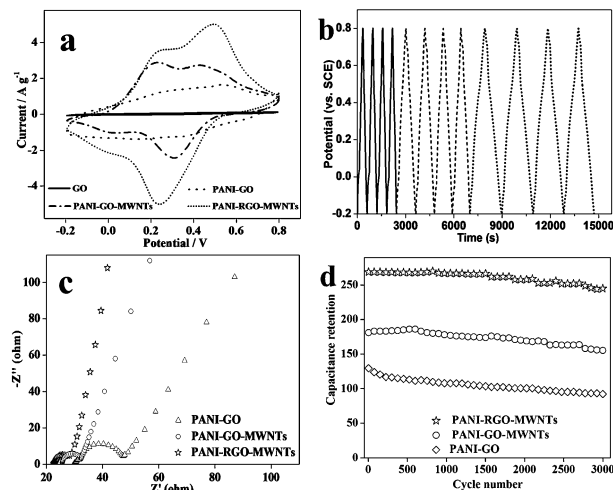 a
Current / A g-1
4
2
0
-2
-4
GO
PANI-GO
PANI-GO-MWNTs
PANI-RGO-MWNTs
-0.2 0.0 0.2 0.4 0.6 0.8
Potential / V
b
Potential (vs. SCE)
0.8
0.6
0.4
0.2
0.0
-0.2
0 3000 6000 9000 12000 15000
Time (s)
c
-Z'' (ohm)
100
80
60
40
20
0
PANI-GO
PANI-GO-MWNTs
PANI-RGO-MWNTs
20 40 60 80 100
Z' (ohm)
d
Capacitance retention
250
200
150
100
50
0
PANI-RGO-MWNTs
PANI-GO-MWNTs
PANI-GO
0 500 1000 1500 2000 2500 3000
Cycle number